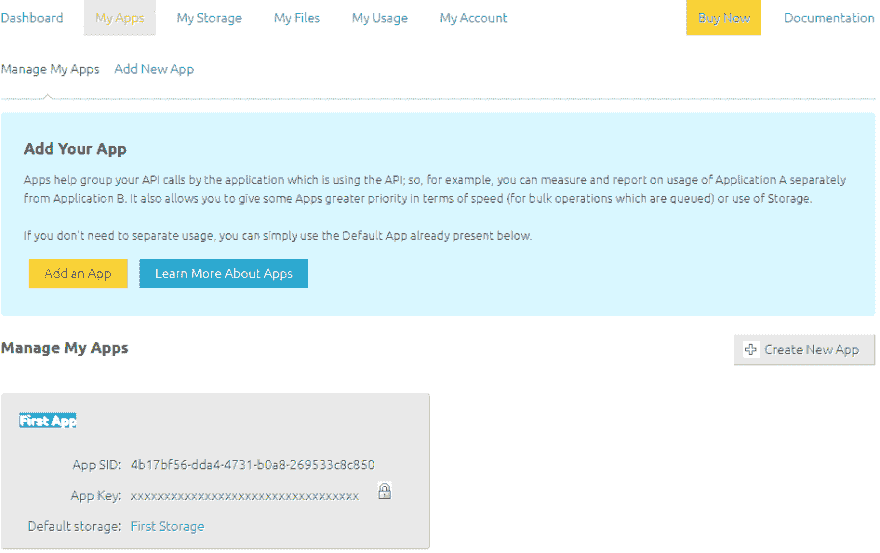 Dashboard My Apps My Storage My Files My Usage My Account Buy Now Documentation
Manage My Apps Add New App
Add Your App
Apps help group your API calls by the application which is using the API; so, for example, you can measure and report on usage of Application A separately
from Application B. It also allows you to give some Apps greater priority in terms of speed (for bulk operations which are queued) or use of Storage.
If you don't need to separate usage, you can simply use the Default App already present below.
Add an App Learn More About Apps
Manage My Apps Create New App
First App
App SID: 4b17bf56-dda4-4731-b0a8-269533c8c850
App Key: xxxxxxxxxxxxxxxxxxxxxxxxxxxxxxxxxx
Default storage: First Storage